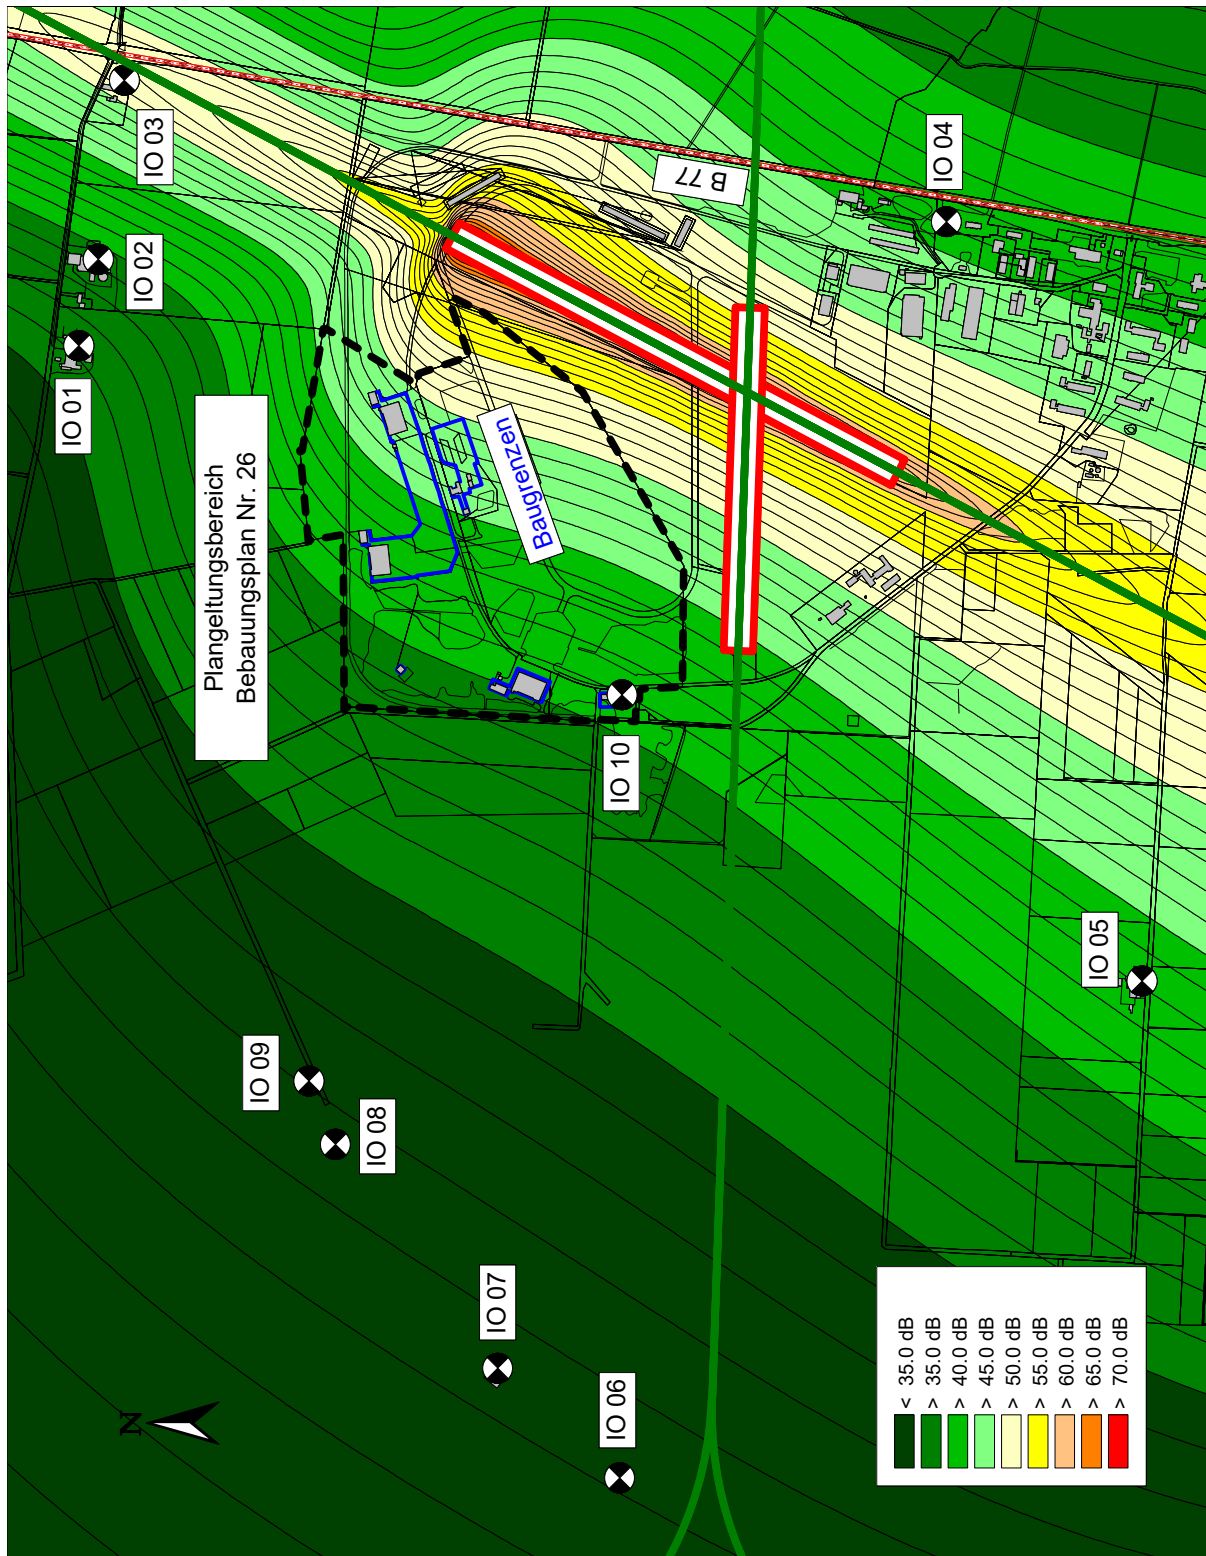 IO 03
IO 02
IO 01
IO 04
B 77
Plangeltungsbereich
Bebauungsplan Nr. 26
Baugrenzen
IO 10
IO 05
IO 09
IO 08
IO 07
IO 06
N
< 35.0 dB
> 35.0 dB
> 40.0 dB
> 45.0 dB
> 50.0 dB
> 55.0 dB
> 60.0 dB
> 65.0 dB
> 70.0 dB